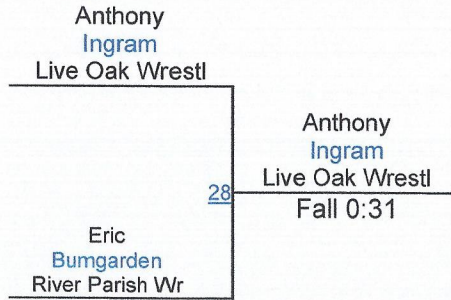 Anthony
Ingram
Live Oak Wrestl
Anthony
Ingram
Live Oak Wrestl
28
Fall 0:31
Eric
Bumgarden
River Parish Wr